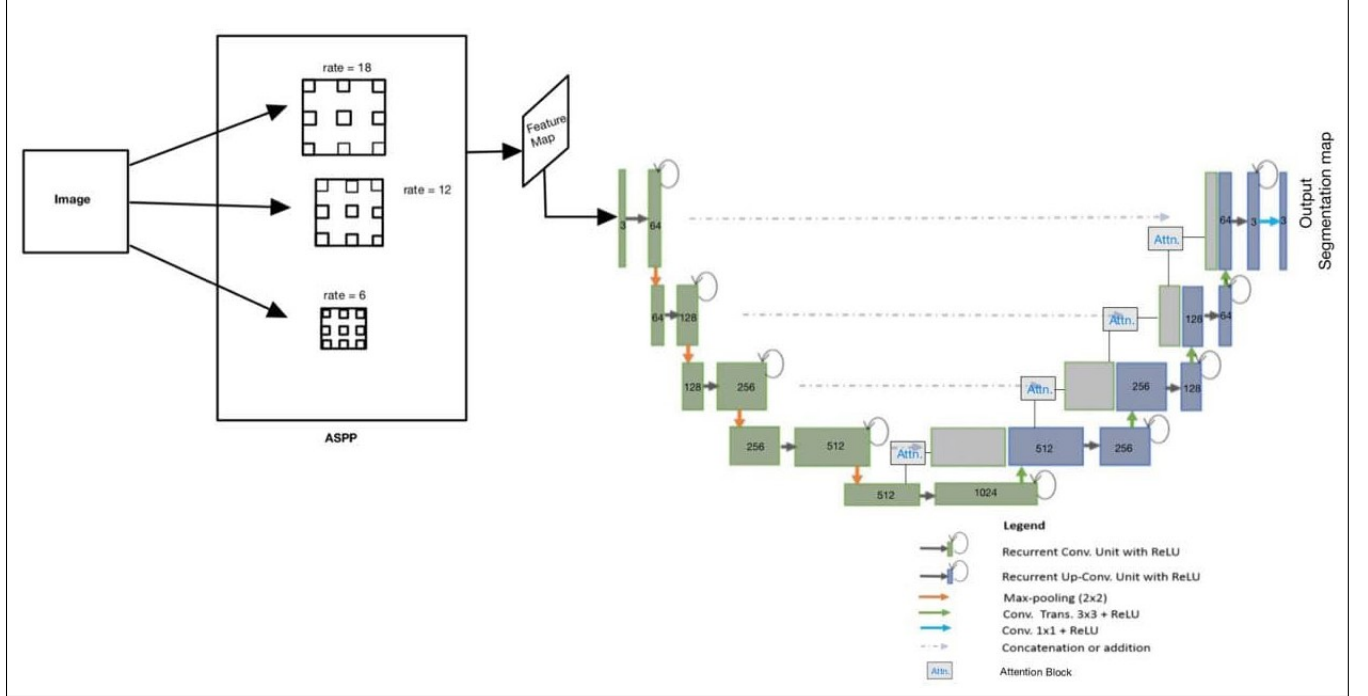 Image
rate = 18
rate = 12
rate = 6
ASPP
Feature
Map
3
64
64
128
128
256
256
512
512
1024
Attn.
512
256
Attn.
256
128
Attn.
128
64
Attn.
64
3
3
Output
Segmentation map
Legend
Recurrent Conv. Unit with ReLU
Recurrent Up-Conv. Unit with ReLU
Max-pooling (2x2)
Conv. Trans. 3x3 + ReLU
Conv. 1x1 + ReLU
Concatenation or addition
Attn.
Attention Block